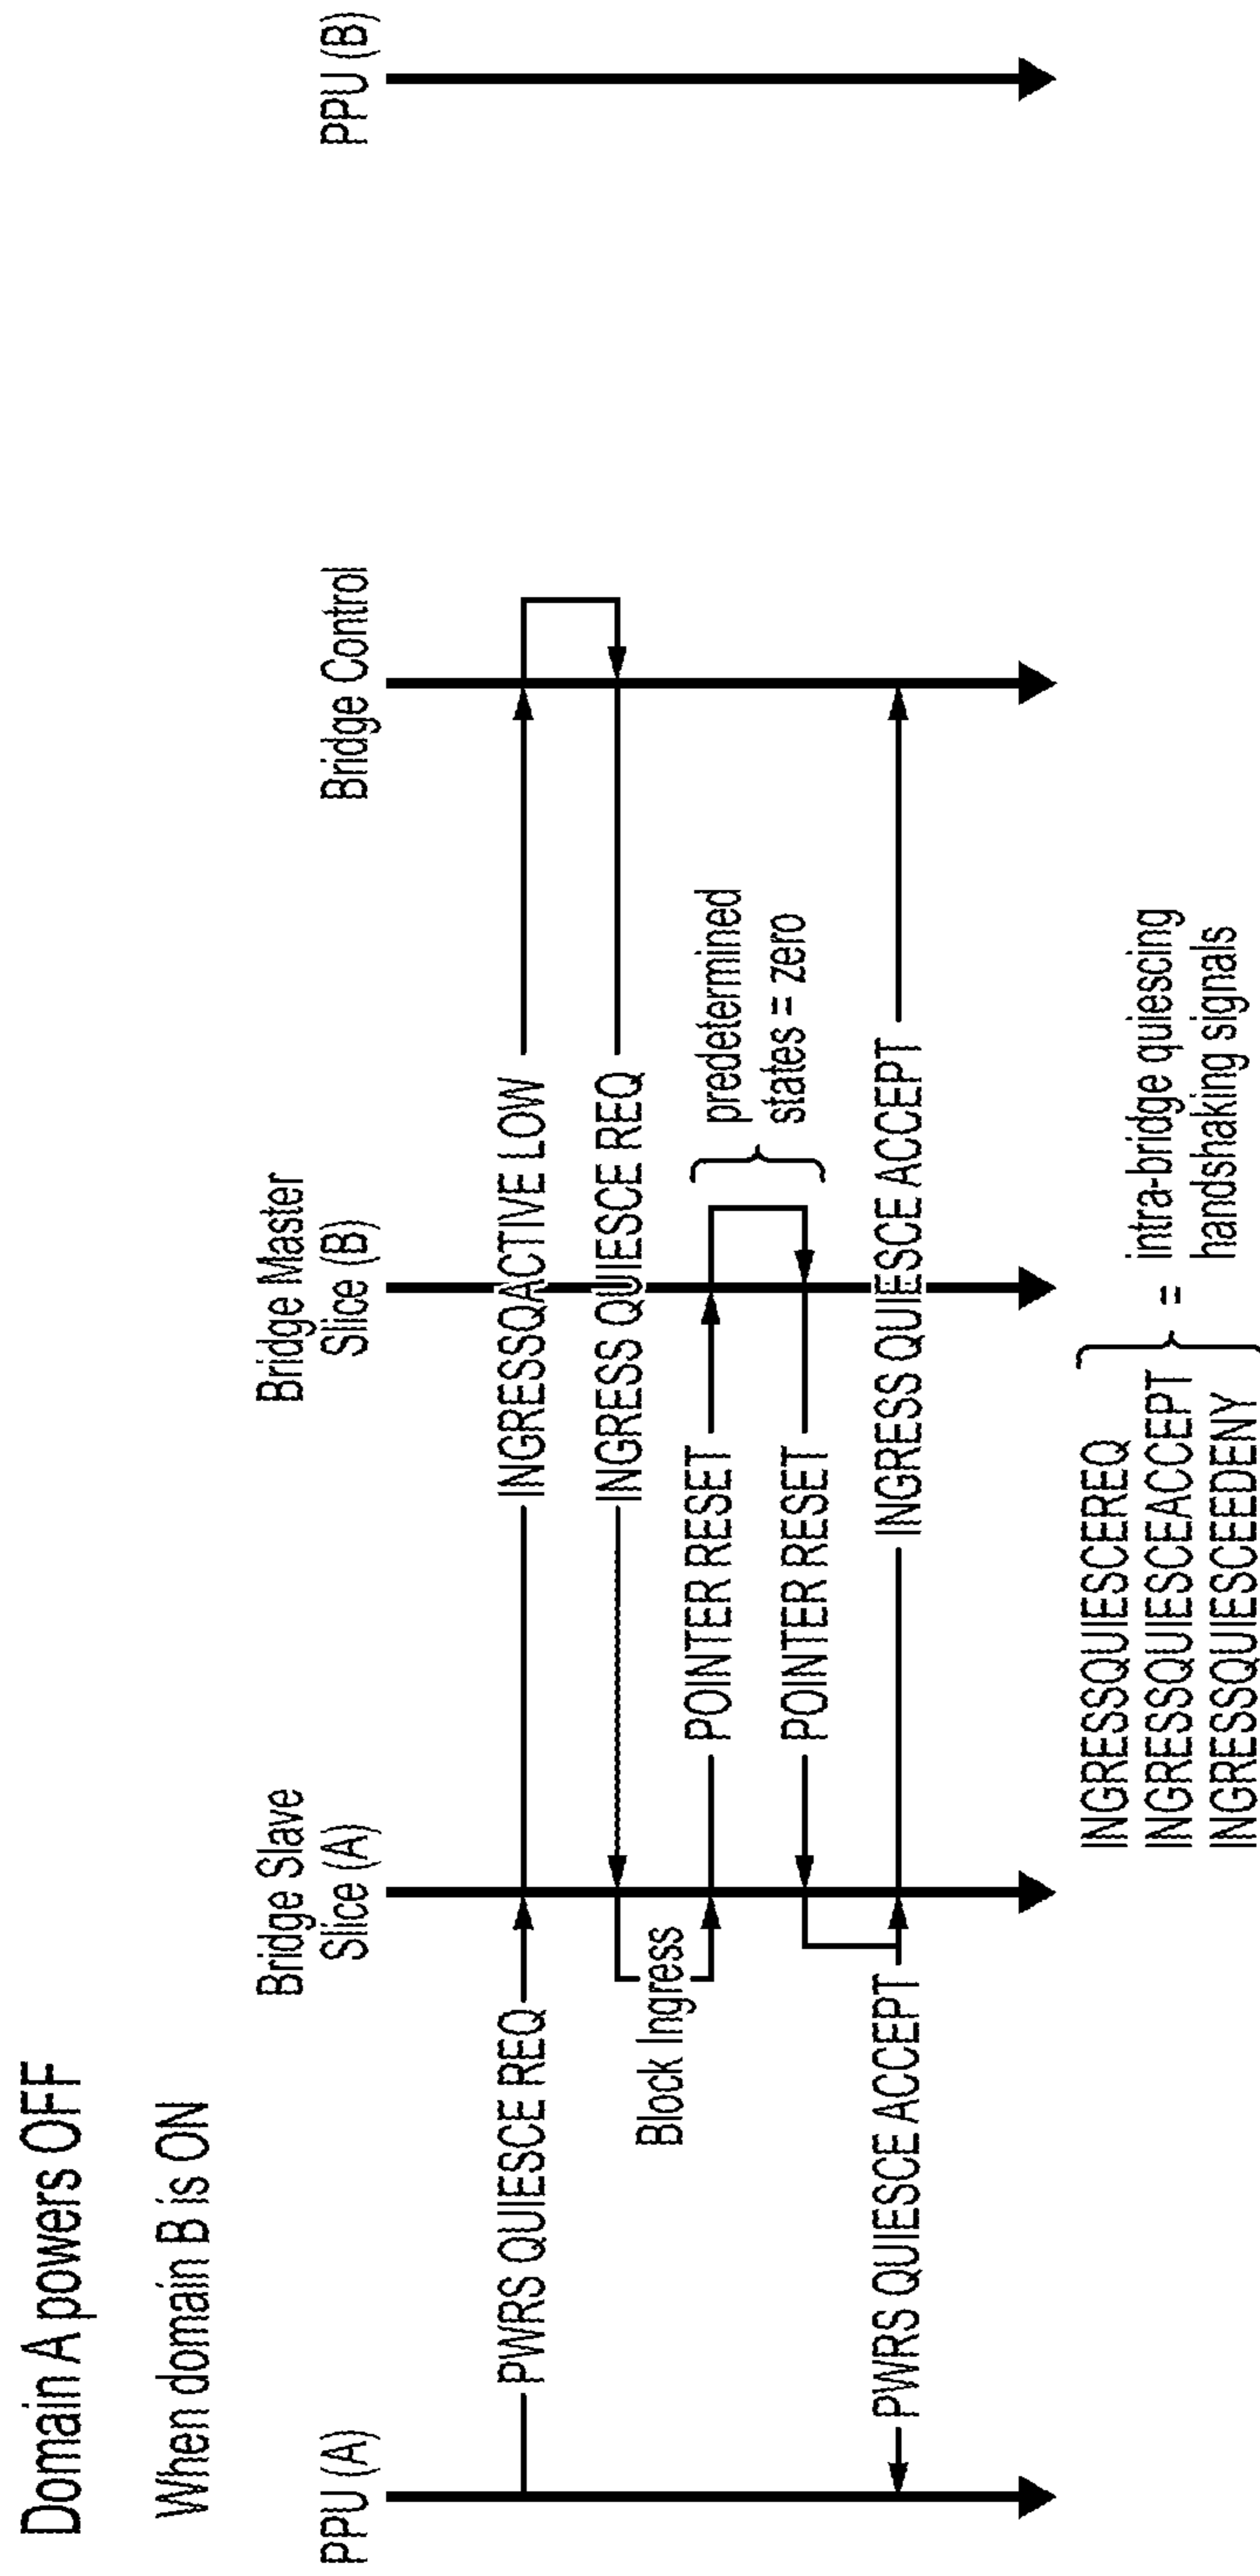 Domain A powers OFF
When domain B is ON
PPU (A)
Bridge Slave
Slice (A)
Bridge Master
Slice (B)
Bridge Control
PPU (B)
PWRS QUIESCE REQ
INGRESSQACTIVE LOW
INGRESS QUIESCE REQ
Block Ingress
POINTER RESET
predetermined
states = zero
POINTER RESET
PWRS QUIESCE ACCEPT
INGRESS QUIESCE ACCEPT
INGRESSQUIESCEREQ
INGRESSQUIESCEACCEPT
INGRESSQUIESCEEDENY
=
intra-bridge quiescing
handshaking signals